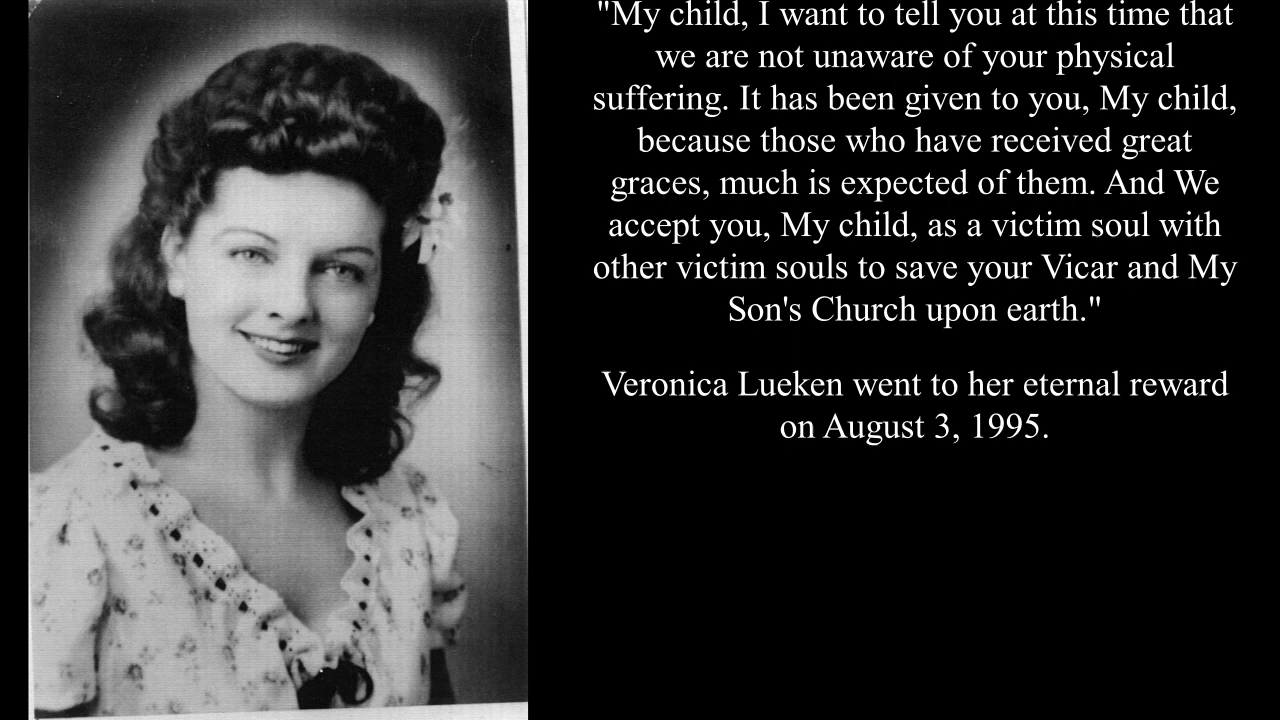 "My child, I want to tell you at this time that
we are not unaware of your physical
suffering. It has been given to you, My child,
because those who have received great
graces, much is expected of them. And We
accept you, My child, as a victim soul with
other victim souls to save your Vicar and My
Son's Church upon earth."
Veronica Lueken went to her eternal reward
on August 3, 1995.